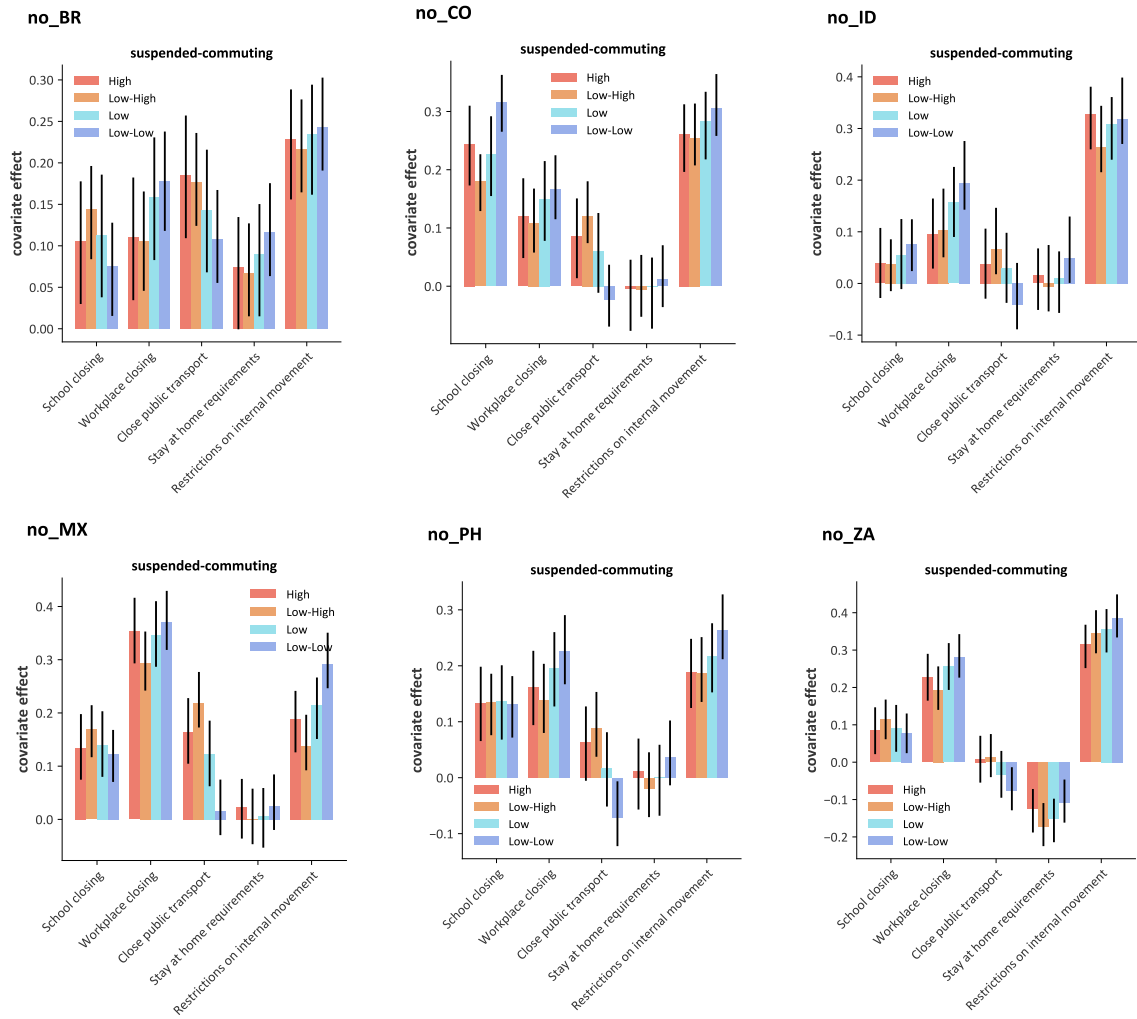 no_BR
suspended-commuting
High
Low-High
Low
Low-Low
covariate effect
0.30
0.25
0.20
0.15
0.10
0.05
0.00
School closing
Workplace closing
Close public transport
Stay at home requirements
Restrictions on internal movement
no_CO
suspended-commuting
High
Low-High
Low
Low-Low
covariate effect
0.3
0.2
0.1
0.0
School closing
Workplace closing
Close public transport
Stay at home requirements
Restrictions on internal movement
no_ID
suspended-commuting
High
Low-High
Low
Low-Low
covariate effect
0.4
0.3
0.2
0.1
0.0
−0.1
School closing
Workplace closing
Close public transport
Stay at home requirements
Restrictions on internal movement
no_MX
suspended-commuting
High
Low-High
Low
Low-Low
covariate effect
0.4
0.3
0.2
0.1
0.0
School closing
Workplace closing
Close public transport
Stay at home requirements
Restrictions on internal movement
no_PH
suspended-commuting
covariate effect
0.3
0.2
0.1
0.0
−0.1
High
Low-High
Low
Low-Low
School closing
Workplace closing
Close public transport
Stay at home requirements
Restrictions on internal movement
no_ZA
suspended-commuting
covariate effect
0.4
0.3
0.2
0.1
0.0
−0.1
−0.2
High
Low-High
Low
Low-Low
School closing
Workplace closing
Close public transport
Stay at home requirements
Restrictions on internal movement